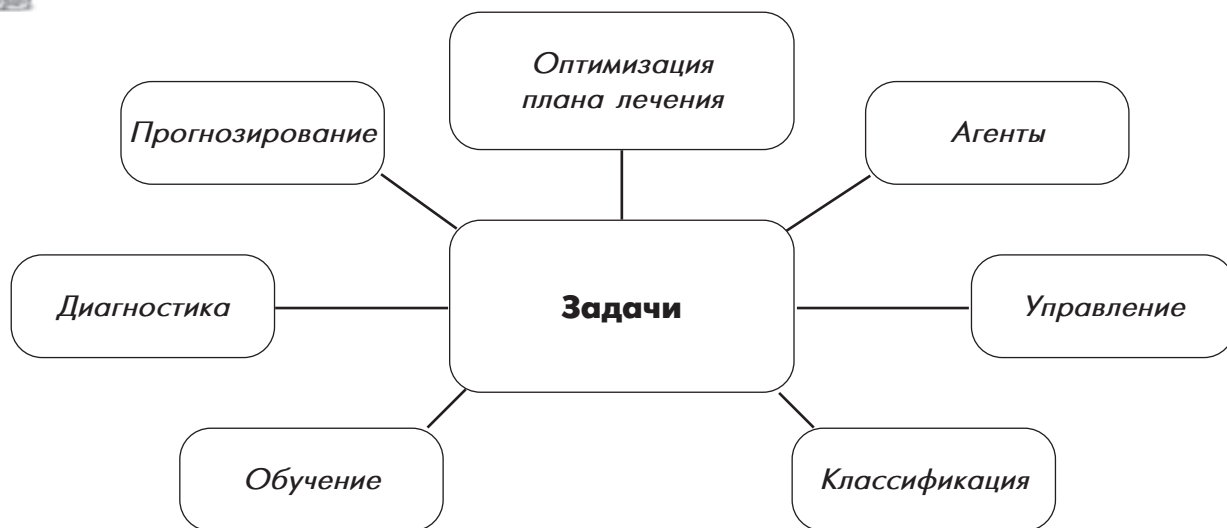 Оптимизация
плана лечения
Прогнозирование
Агенты
Диагностика
Задачи
Управление
Обучение
Классификация